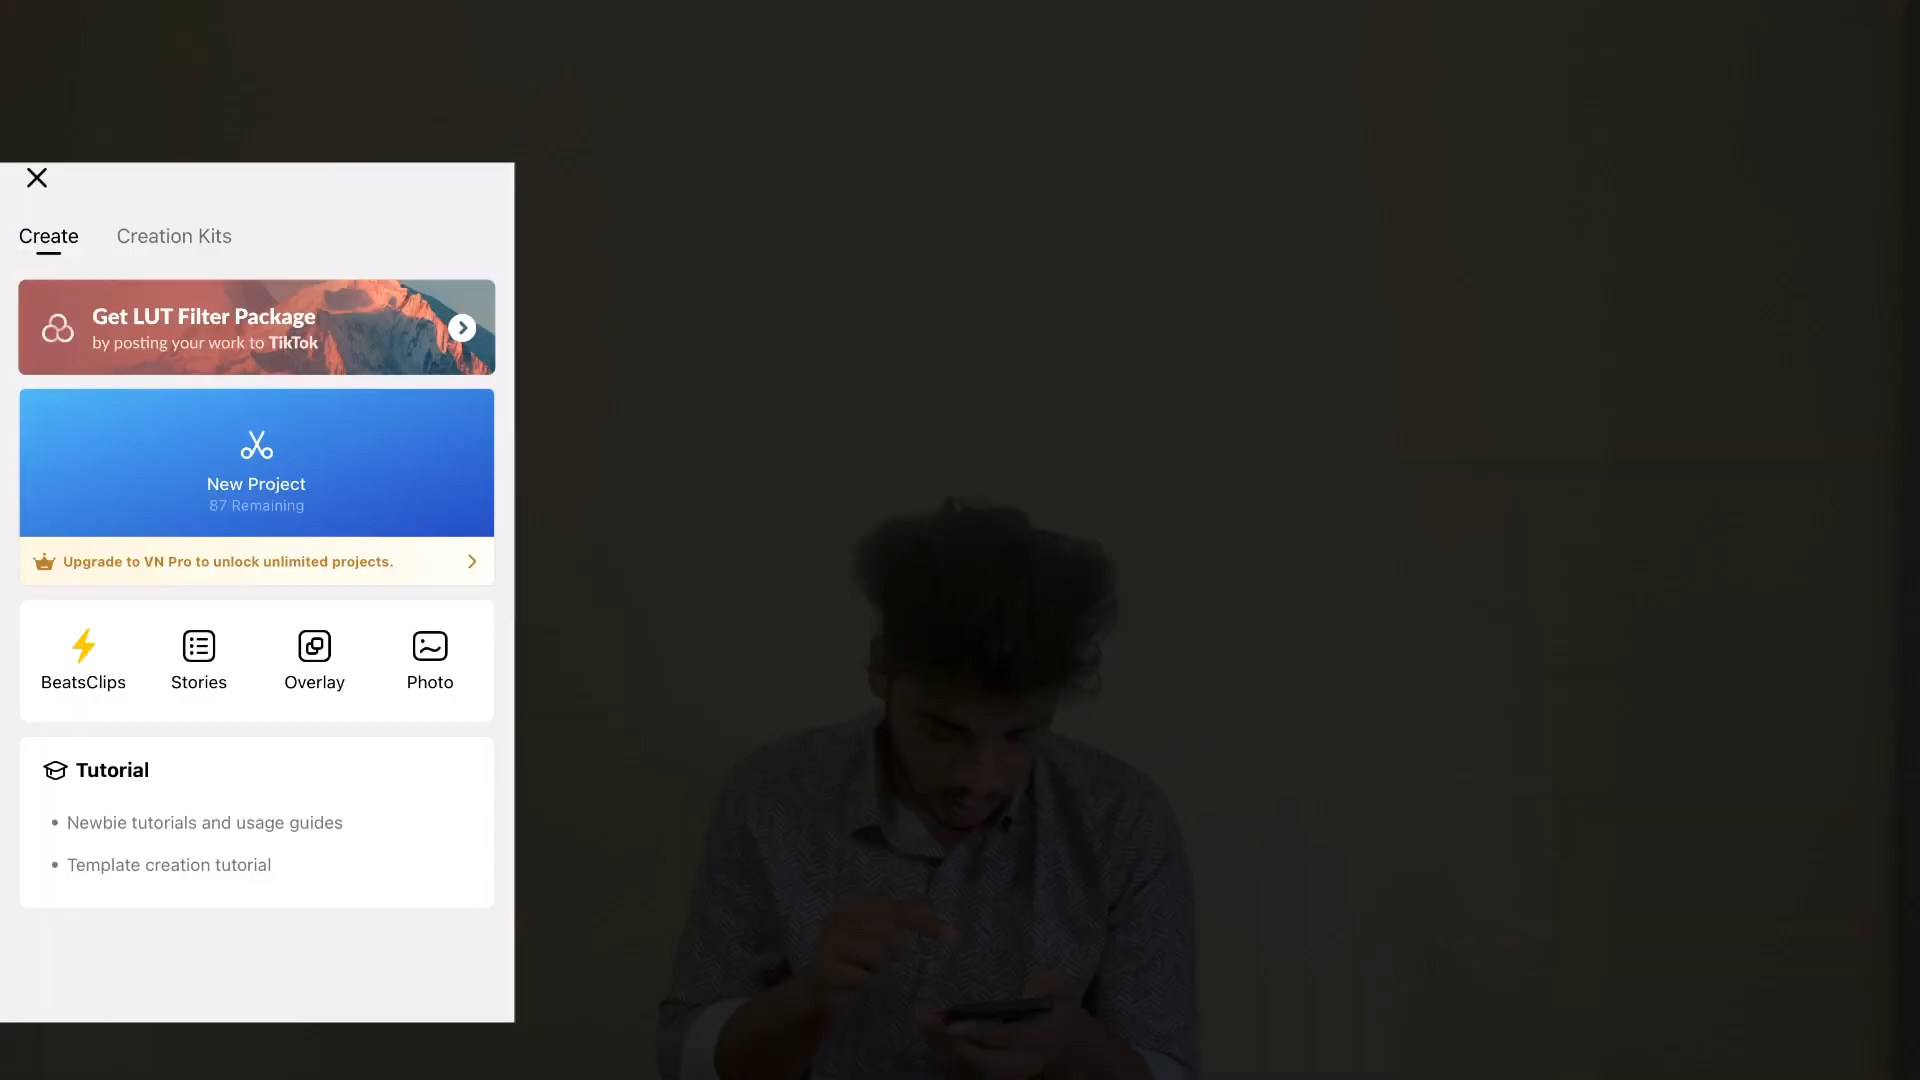 Create
Creation Kits
Get LUT Filter Package
by posting your work to TikTok
New Project
87 Remaining
Upgrade to VN Pro to unlock unlimited projects.
BeatsClips
Stories
Overlay
Photo
Tutorial
• Newbie tutorials and usage guides
• Template creation tutorial